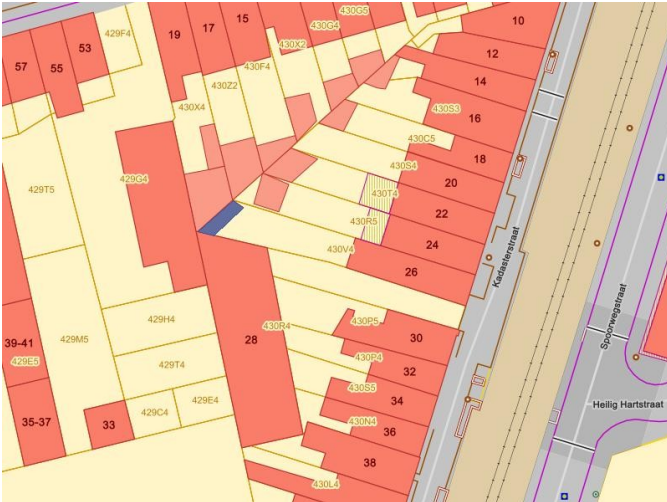 10
430G5
15
17
430G4
19
429F4
53
430X2
12
57
55
430F4
14
430Z2
430X4
430S3
16
430C5
18
430S4
429G4
20
429T5
430T4
22
430R5
24
430V4
26
Kadasterstraat
Spoorwegstraat
429H4
430P5
430R4
28
30
429M5
39-41
429E5
430P4
429T4
32
430S5
34
Heilig Hartstraat
429E4
429C4
33
35-37
430N4
36
38
430L4